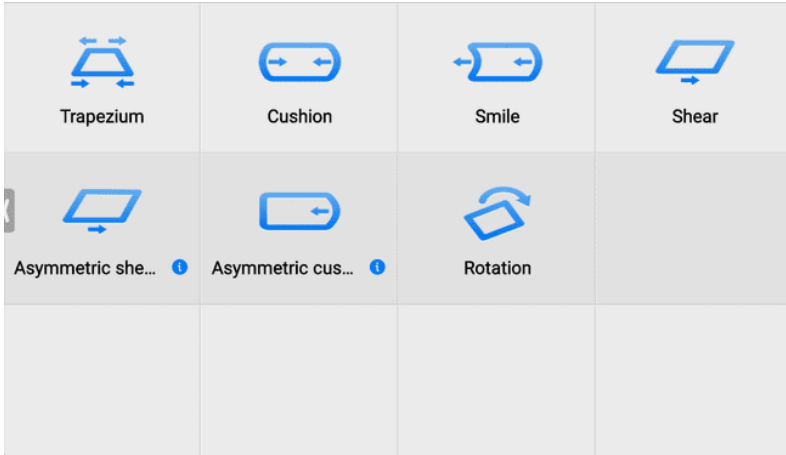 Trapezium
Cushion
Smile
Shear
Asymmetric she...
Asymmetric cus...
Rotation